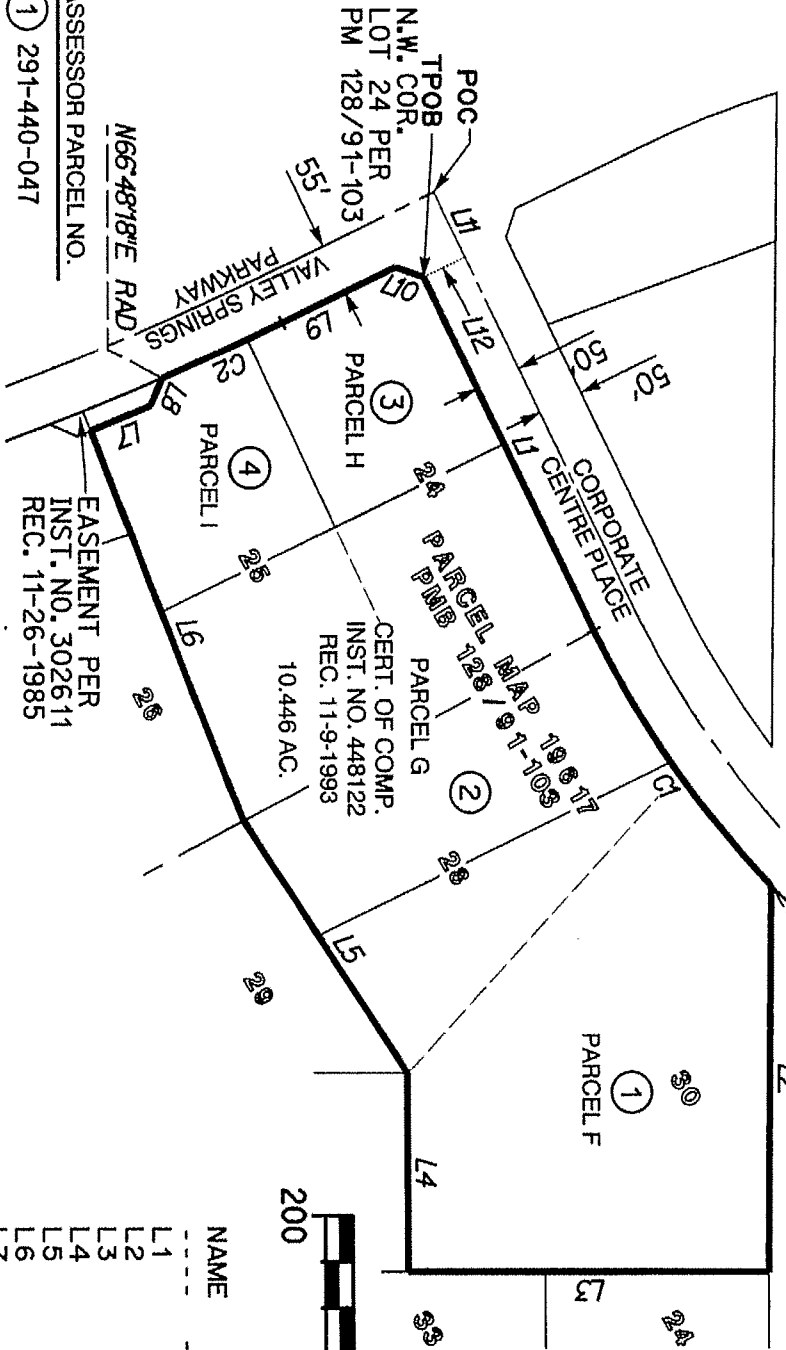 POC
TPOB
N.W. COR.
LOT 24 PER
PM 128/91-103
L11
L12
55'
VALLEY SPRINGS
PARKWAY
N66°48'18"E RAD
ASSESSOR PARCEL NO.
1 291-440-047
L10
L9
C2
L8
L7
50'
50'
L1
CORPORATE
CENTRE PLACE
3
PARCEL H
4
PARCEL I
24
25
PARCEL MAP 19617
PMB 128/91-103
PARCEL G
CERT. OF COMP.
INST. NO. 448122
REC. 11-9-1993
10.446 AC.
2
C1
28
L6
26
EASEMENT PER
INST. NO. 302611
REC. 11-26-1985
L5
29
30
1
PARCEL F
L2
L4
L3
24
33
200
NAME
L1
L2
L3
L4
L5
L6
L7